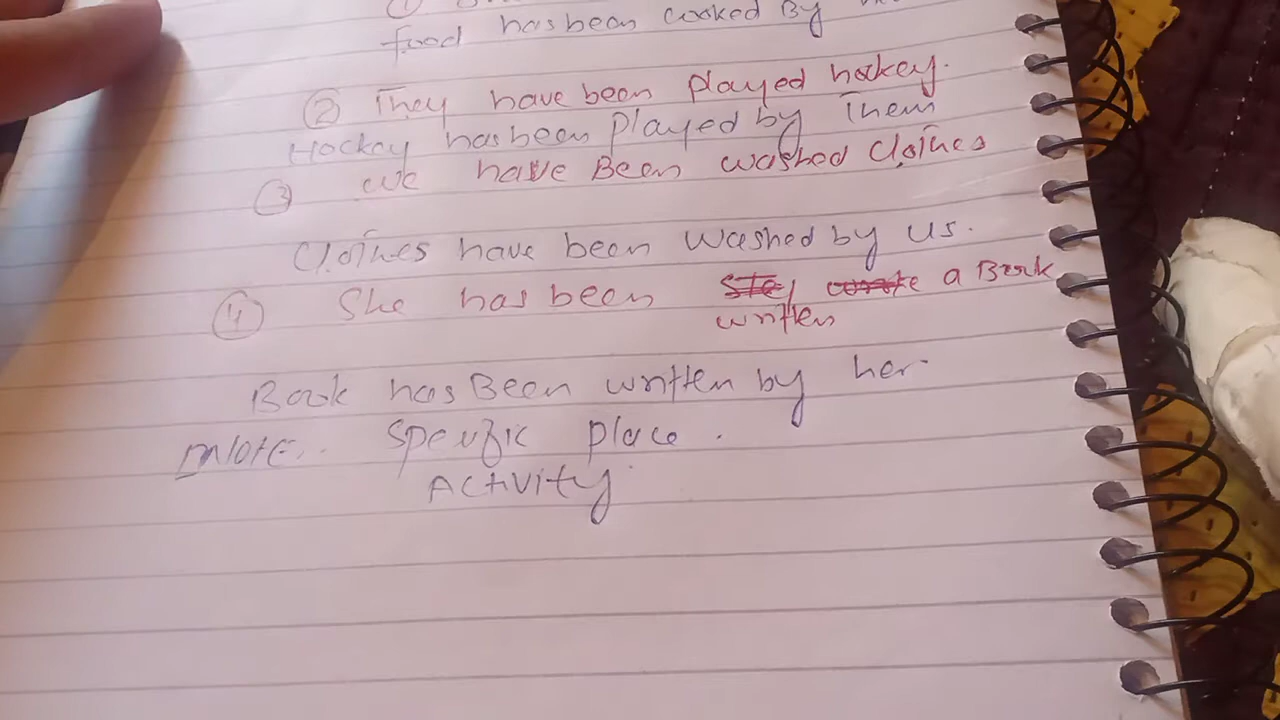 ①
food has been cooked By
② They have been played hockey.
Hockey has been played by Them
③ we have Been washed Clothes
Clothes have been washed by us.
④ She has been written a Book
Book has Been written by her.
Note. Specific place.
Activity